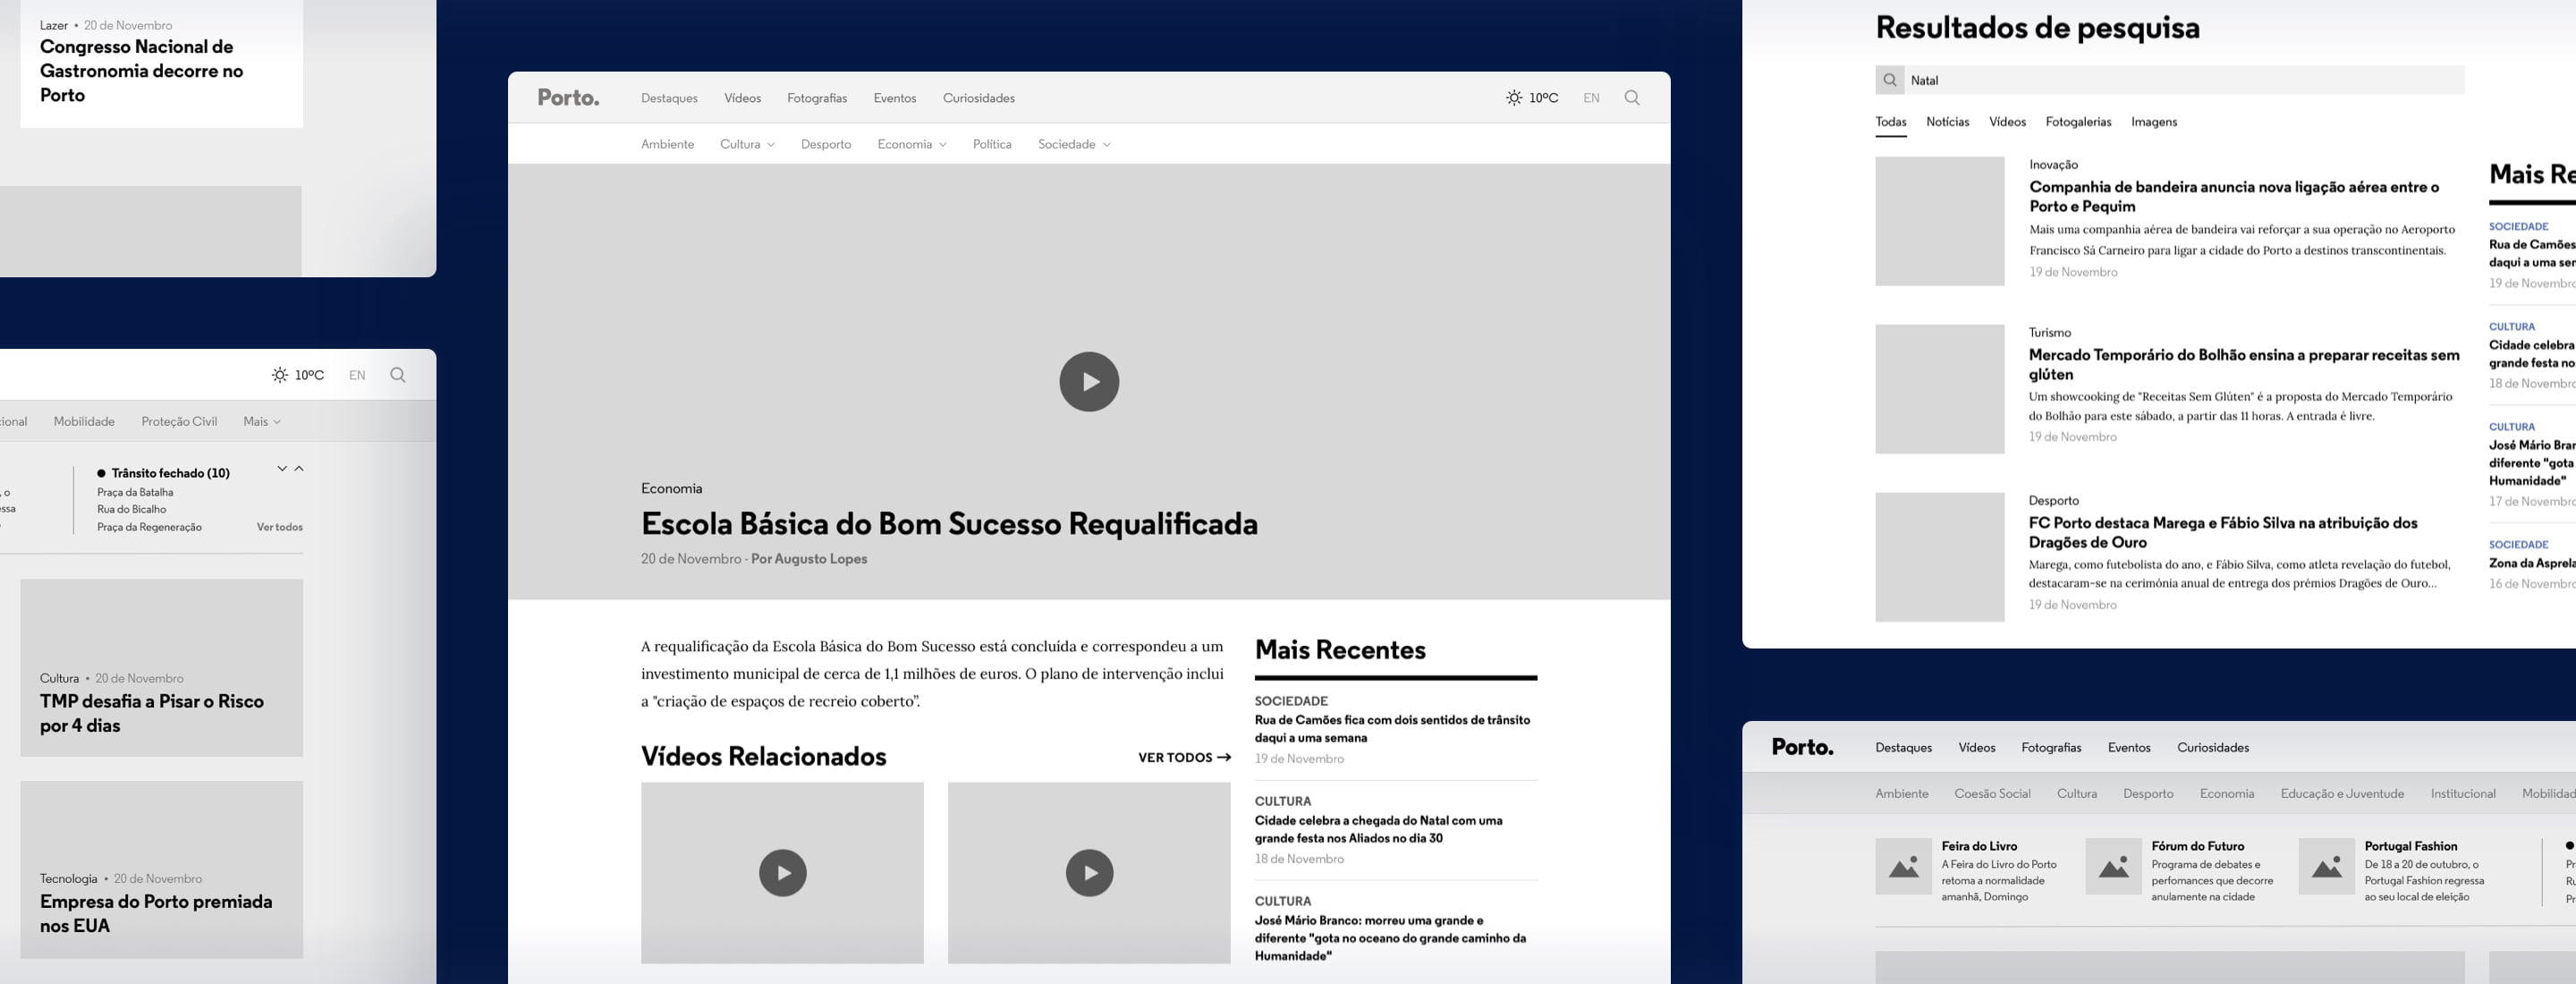 Lazer • 20 de Novembro
Congresso Nacional de
Gastronomia decorre no
Porto
10ºC EN
Mobilidade Proteção Civil Mais
Trânsito fechado (10)
Praça da Batalha
Rua do Bicalho
Praça da Regeneração Ver todos
Cultura • 20 de Novembro
TMP desafia a Pisar o Risco
por 4 dias
Tecnologia • 20 de Novembro
Empresa do Porto premiada
nos EUA
Porto. Destaques Vídeos Fotografias Eventos Curiosidades 10ºC EN
Ambiente Cultura Desporto Economia Política Sociedade
Economia
Escola Básica do Bom Sucesso Requalificada
20 de Novembro - Por Augusto Lopes
A requalificação da Escola Básica do Bom Sucesso está concluída e correspondeu a um
investimento municipal de cerca de 1,1 milhões de euros. O plano de intervenção inclui
a "criação de espaços de recreio coberto”.
Vídeos Relacionados VER TODOS →
Mais Recentes
SOCIEDADE
Rua de Camões fica com dois sentidos de trânsito
daqui a uma semana
19 de Novembro
CULTURA
Cidade celebra a chegada do Natal com uma
grande festa nos Aliados no dia 30
18 de Novembro
CULTURA
José Mário Branco: morreu uma grande e
diferente "gota no oceano do grande caminho da
Humanidade"
Resultados de pesquisa
Natal
Todas Notícias Vídeos Fotogalerias Imagens
Inovação
Companhia de bandeira anuncia nova ligação aérea entre o
Porto e Pequim
Mais uma companhia aérea de bandeira vai reforçar a sua operação no Aeroporto
Francisco Sá Carneiro para ligar a cidade do Porto a destinos transcontinentais.
19 de Novembro
Turismo
Mercado Temporário do Bolhão ensina a preparar receitas sem
glúten
Um showcooking de "Receitas Sem Glúten" é a proposta do Mercado Temporário
do Bolhão para este sábado, a partir das 11 horas. A entrada é livre.
19 de Novembro
Desporto
FC Porto destaca Marega e Fábio Silva na atribuição dos
Dragões de Ouro
Marega, como futebolista do ano, e Fábio Silva, como atleta revelação do futebol,
destacaram-se na cerimónia anual de entrega dos prémios Dragões de Ouro...
19 de Novembro
Mais
SOCIEDADE
Rua de Camões
daqui a uma
19 de Novembro
CULTURA
Cidade celebra
grande festa no
18 de Novembro
CULTURA
José Mário
diferente "gota
Humanidade"
17 de Novembro
SOCIEDADE
Zona da
16 de Novembro
Porto. Destaques Vídeos Fotografias Eventos Curiosidades
Ambiente Coesão Social Cultura Desporto Economia Educação e Juventude Institucional
Feira do Livro
A Feira do Livro do Porto
retoma a normalidade
amanhã, Domingo
Fórum do Futuro
Programa de debates e
perfomances que decorre
anulamente na cidade
Portugal Fashion
De 18 a 20 de outubro, o
Portugal Fashion regressa
ao seu local de eleição